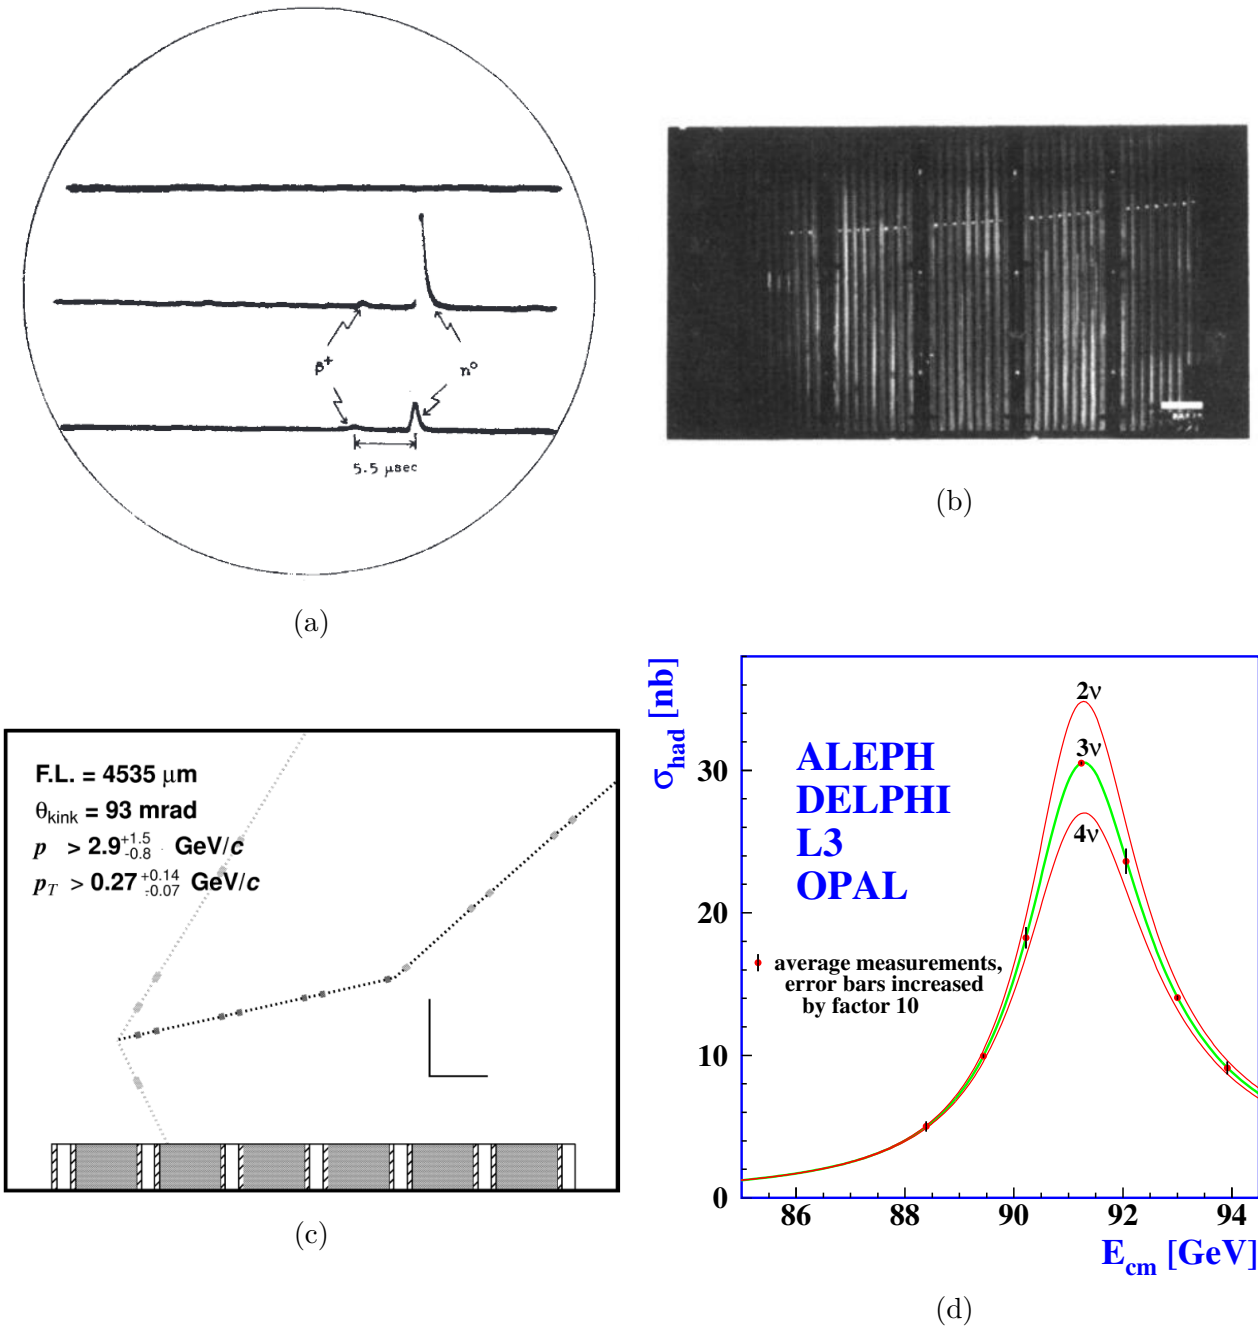 β⁺
n⁰
5.5 μsec
(a)
(b)
F.L. = 4535 μm
θkink = 93 mrad
p > 2.9 +1.5 -0.8 GeV/c
pT > 0.27 +0.14 -0.07 GeV/c
(c)
σhad [nb]
30
20
10
0
2ν
3ν
4ν
ALEPH
DELPHI
L3
OPAL
average measurements,
error bars increased
by factor 10
86 88 90 92 94
Ecm [GeV]
(d)